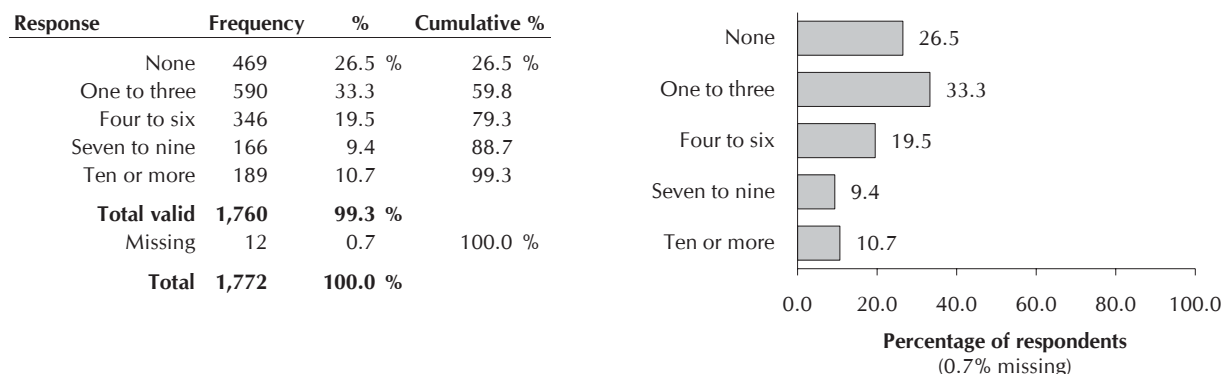 Response Frequency % Cumulative %
None 469 26.5 % 26.5 %
One to three 590 33.3 59.8
Four to six 346 19.5 79.3
Seven to nine 166 9.4 88.7
Ten or more 189 10.7 99.3
Total valid 1,760 99.3 %
Missing 12 0.7 100.0 %
Total 1,772 100.0 %
None 26.5
One to three 33.3
Four to six 19.5
Seven to nine 9.4
Ten or more 10.7
0.0 20.0 40.0 60.0 80.0 100.0
Percentage of respondents
(0.7% missing)